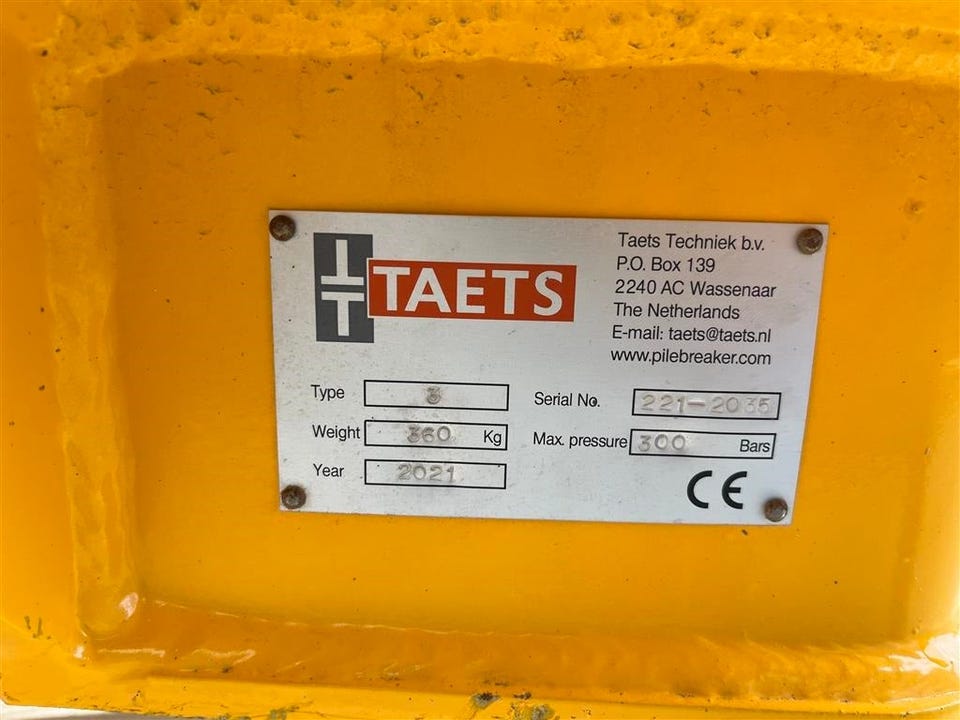 TAETS
Taets Techniek b.v.
P.O. Box 139
2240 AC Wassenaar
The Netherlands
E-mail: taets@taets.nl
www.pilebreaker.com
Type 3
Weight 360 Kg
Year 2021
Serial No. 221-2035
Max. pressure 300 Bars
CE